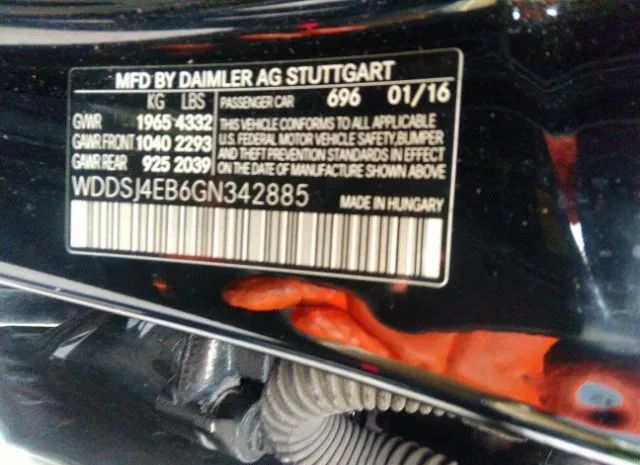 MFD BY DAIMLER AG STUTTGART
KG LBS PASSENGER CAR 696 01/16
GVWR 1965 4332 THIS VEHICLE CONFORMS TO ALL APPLICABLE
GAWR FRONT 1040 2293 U.S. FEDERAL MOTOR VEHICLE SAFETY, BUMPER
AND THEFT PREVENTION STANDARDS IN EFFECT
GAWR REAR 925 2039 ON THE DATE OF MANUFACTURE SHOWN ABOVE
WDDSJ4EB6GN342885 MADE IN HUNGARY